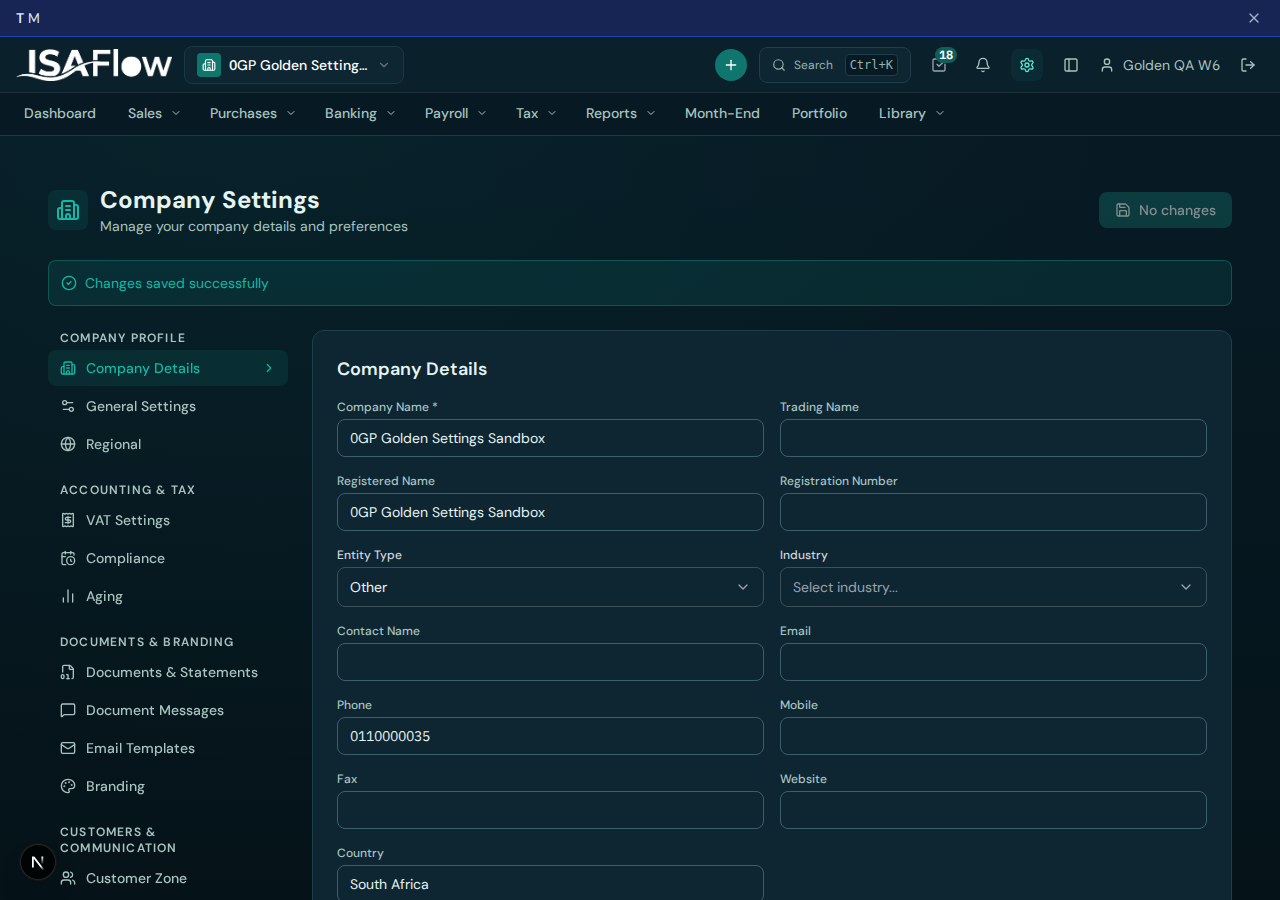 T M
ISAFlow
0GP Golden Setting...
Search Ctrl+K
18
Golden QA W6
Dashboard Sales Purchases Banking Payroll Tax Reports Month-End Portfolio Library
Company Settings
Manage your company details and preferences
No changes
Changes saved successfully
COMPANY PROFILE
Company Details
General Settings
Regional
ACCOUNTING & TAX
VAT Settings
Compliance
Aging
DOCUMENTS & BRANDING
Documents & Statements
Document Messages
Email Templates
Branding
CUSTOMERS &
COMMUNICATION
Customer Zone
N
Company Details
Company Name *
0GP Golden Settings Sandbox
Trading Name
Registered Name
0GP Golden Settings Sandbox
Registration Number
Entity Type
Other
Industry
Select industry...
Contact Name
Email
Phone
0110000035
Mobile
Fax
Website
Country
South Africa